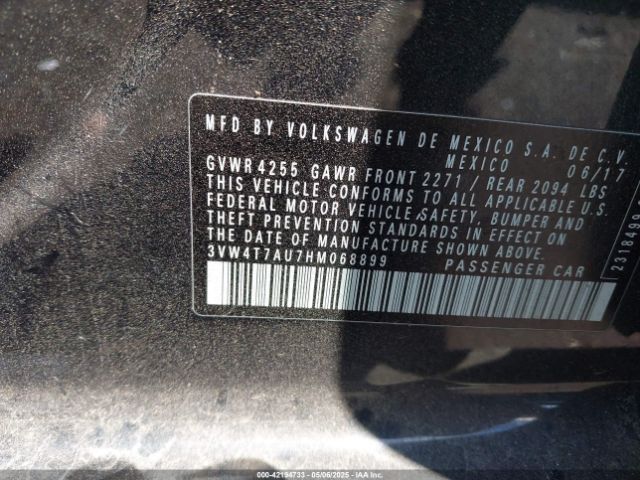 MFD BY VOLKSWAGEN DE MEXICO S.A. DE C.V.
MEXICO 06/17
GVWR 4255 GAWR FRONT 2271 / REAR 2094 LBS
THIS VEHICLE CONFORMS TO ALL APPLICABLE U.S.
FEDERAL MOTOR VEHICLE SAFETY, BUMPER AND
THEFT PREVENTION STANDARDS IN EFFECT ON
THE DATE OF MANUFACTURE SHOWN ABOVE.
3VW4T7AU7HM068899 PASSENGER CAR
000-42194733 - 05/06/2025 - IAA Inc.